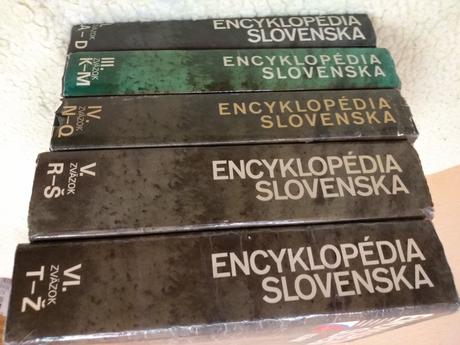 ENCYKLOPÉDIA
SLOVENSKA
ZVÄZOK
A–D
ENCYKLOPÉDIA
SLOVENSKA
III.
ZVÄZOK
K–M
ENCYKLOPÉDIA
SLOVENSKA
IV.
ZVÄZOK
N–Q
ENCYKLOPÉDIA
SLOVENSKA
V.
ZVÄZOK
R–Š
ENCYKLOPÉDIA
SLOVENSKA
VI.
ZVÄZOK
T–Ž